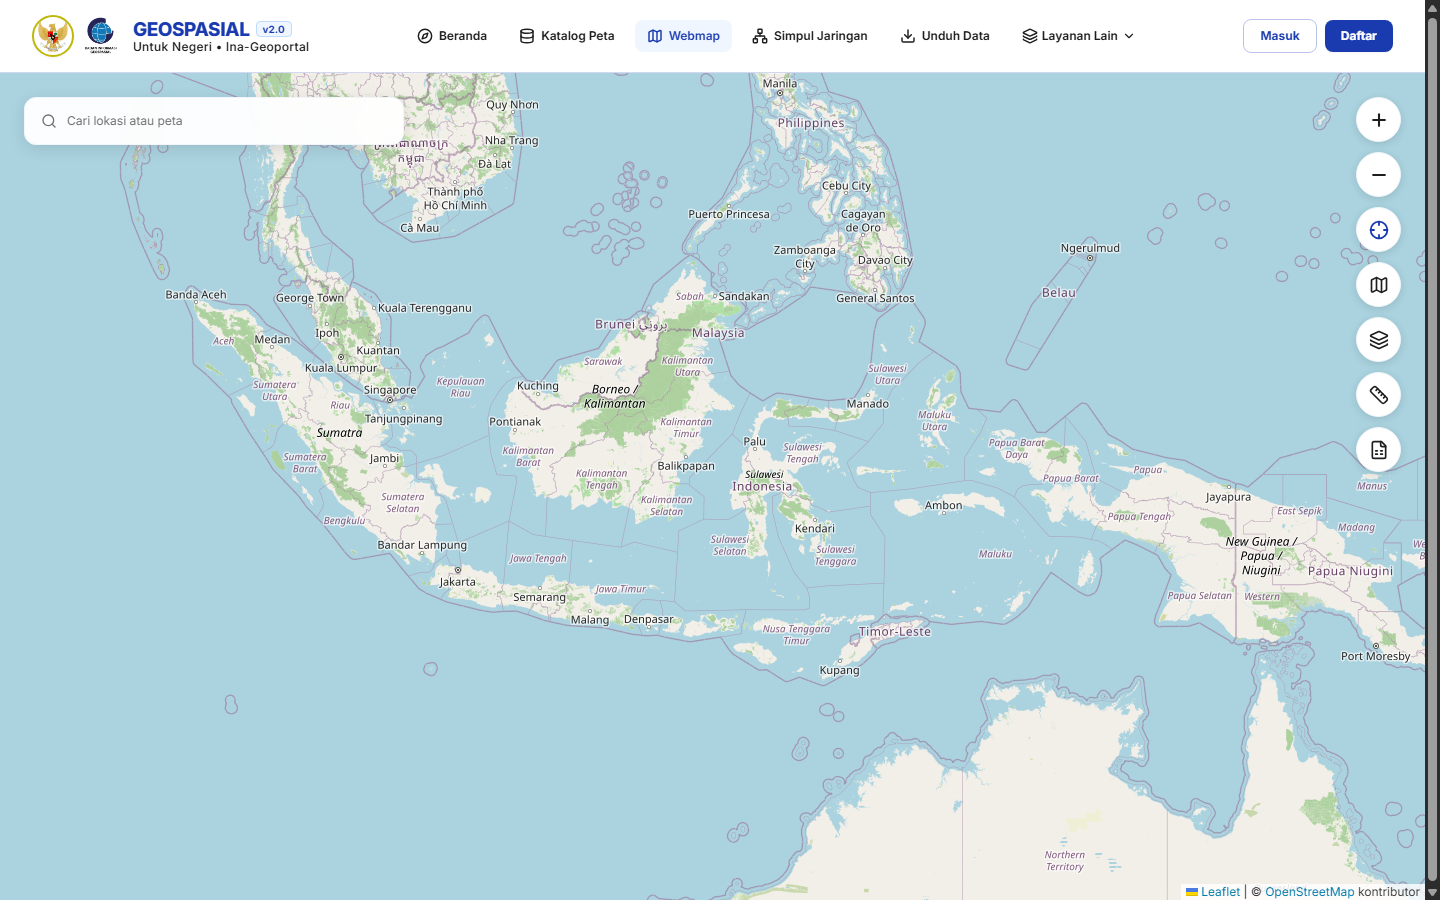 GEOSPASIAL v2.0
Untuk Negeri • Ina-Geoportal
Beranda
Katalog Peta
Webmap
Simpul Jaringan
Unduh Data
Layanan Lain
Masuk
Daftar
Cari lokasi atau peta
Manila
Philippines
Quy Nhơn
Nha Trang
Đà Lạt
កម្ពុជា
Thành phố
Hồ Chí Minh
Cà Mau
Cebu City
Puerto Princesa
Cagayan
de Oro
Zamboanga
City
Davao City
General Santos
Ngerulmud
Belau
Banda Aceh
George Town
Kuala Terengganu
Sabah
Sandakan
Brunei بروني
Malaysia
Aceh
Medan
Ipoh
Kuantan
Kuala Lumpur
Sarawak
Kalimantan
Utara
Sulawesi
Utara
Sumatera
Utara
Singapore
Kepulauan
Riau
Kuching
Borneo /
Kalimantan
Riau
Tanjungpinang
Pontianak
Manado
Maluku
Utara
Sumatra
Kalimantan
Timur
Palu
Sulawesi
Tengah
Papua Barat
Daya
Sumatera
Barat
Jambi
Kalimantan
Barat
Balikpapan
Kalimantan
Tengah
Sulawesi
Indonesia
Papua Barat
Papua
Manus
Sumatera
Selatan
Kalimantan
Selatan
Ambon
Jayapura
East Sepik
Bengkulu
Kendari
Papua Tengah
Madang
Bandar Lampung
Jawa Tengah
Sulawesi
Selatan
Sulawesi
Tenggara
Maluku
New Guinea /
Papua /
Niugini
We
B
Papua Niugini
Jakarta
Semarang
Jawa Timur
Papua Selatan
Western
Malang
Denpasar
Nusa Tenggara
Timur
Timor-Leste
Kupang
Port Moresby
Northern
Territory
Leaflet | © OpenStreetMap kontributor